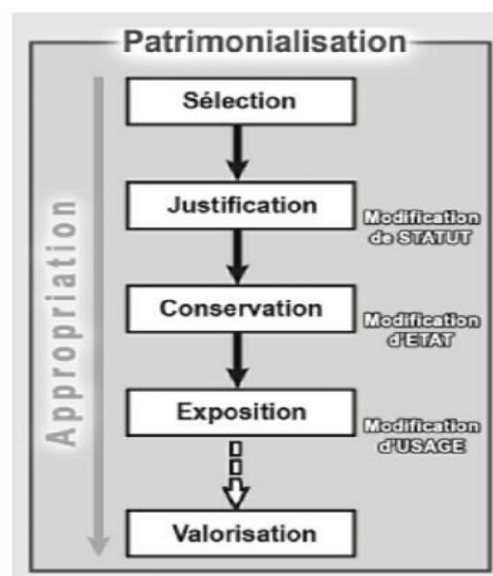 Patrimonialisation
Appropriation
Sélection
Justification
Modification
de STATUT
Conservation
Modification
d'ETAT
Exposition
Modification
d'USAGE
Valorisation